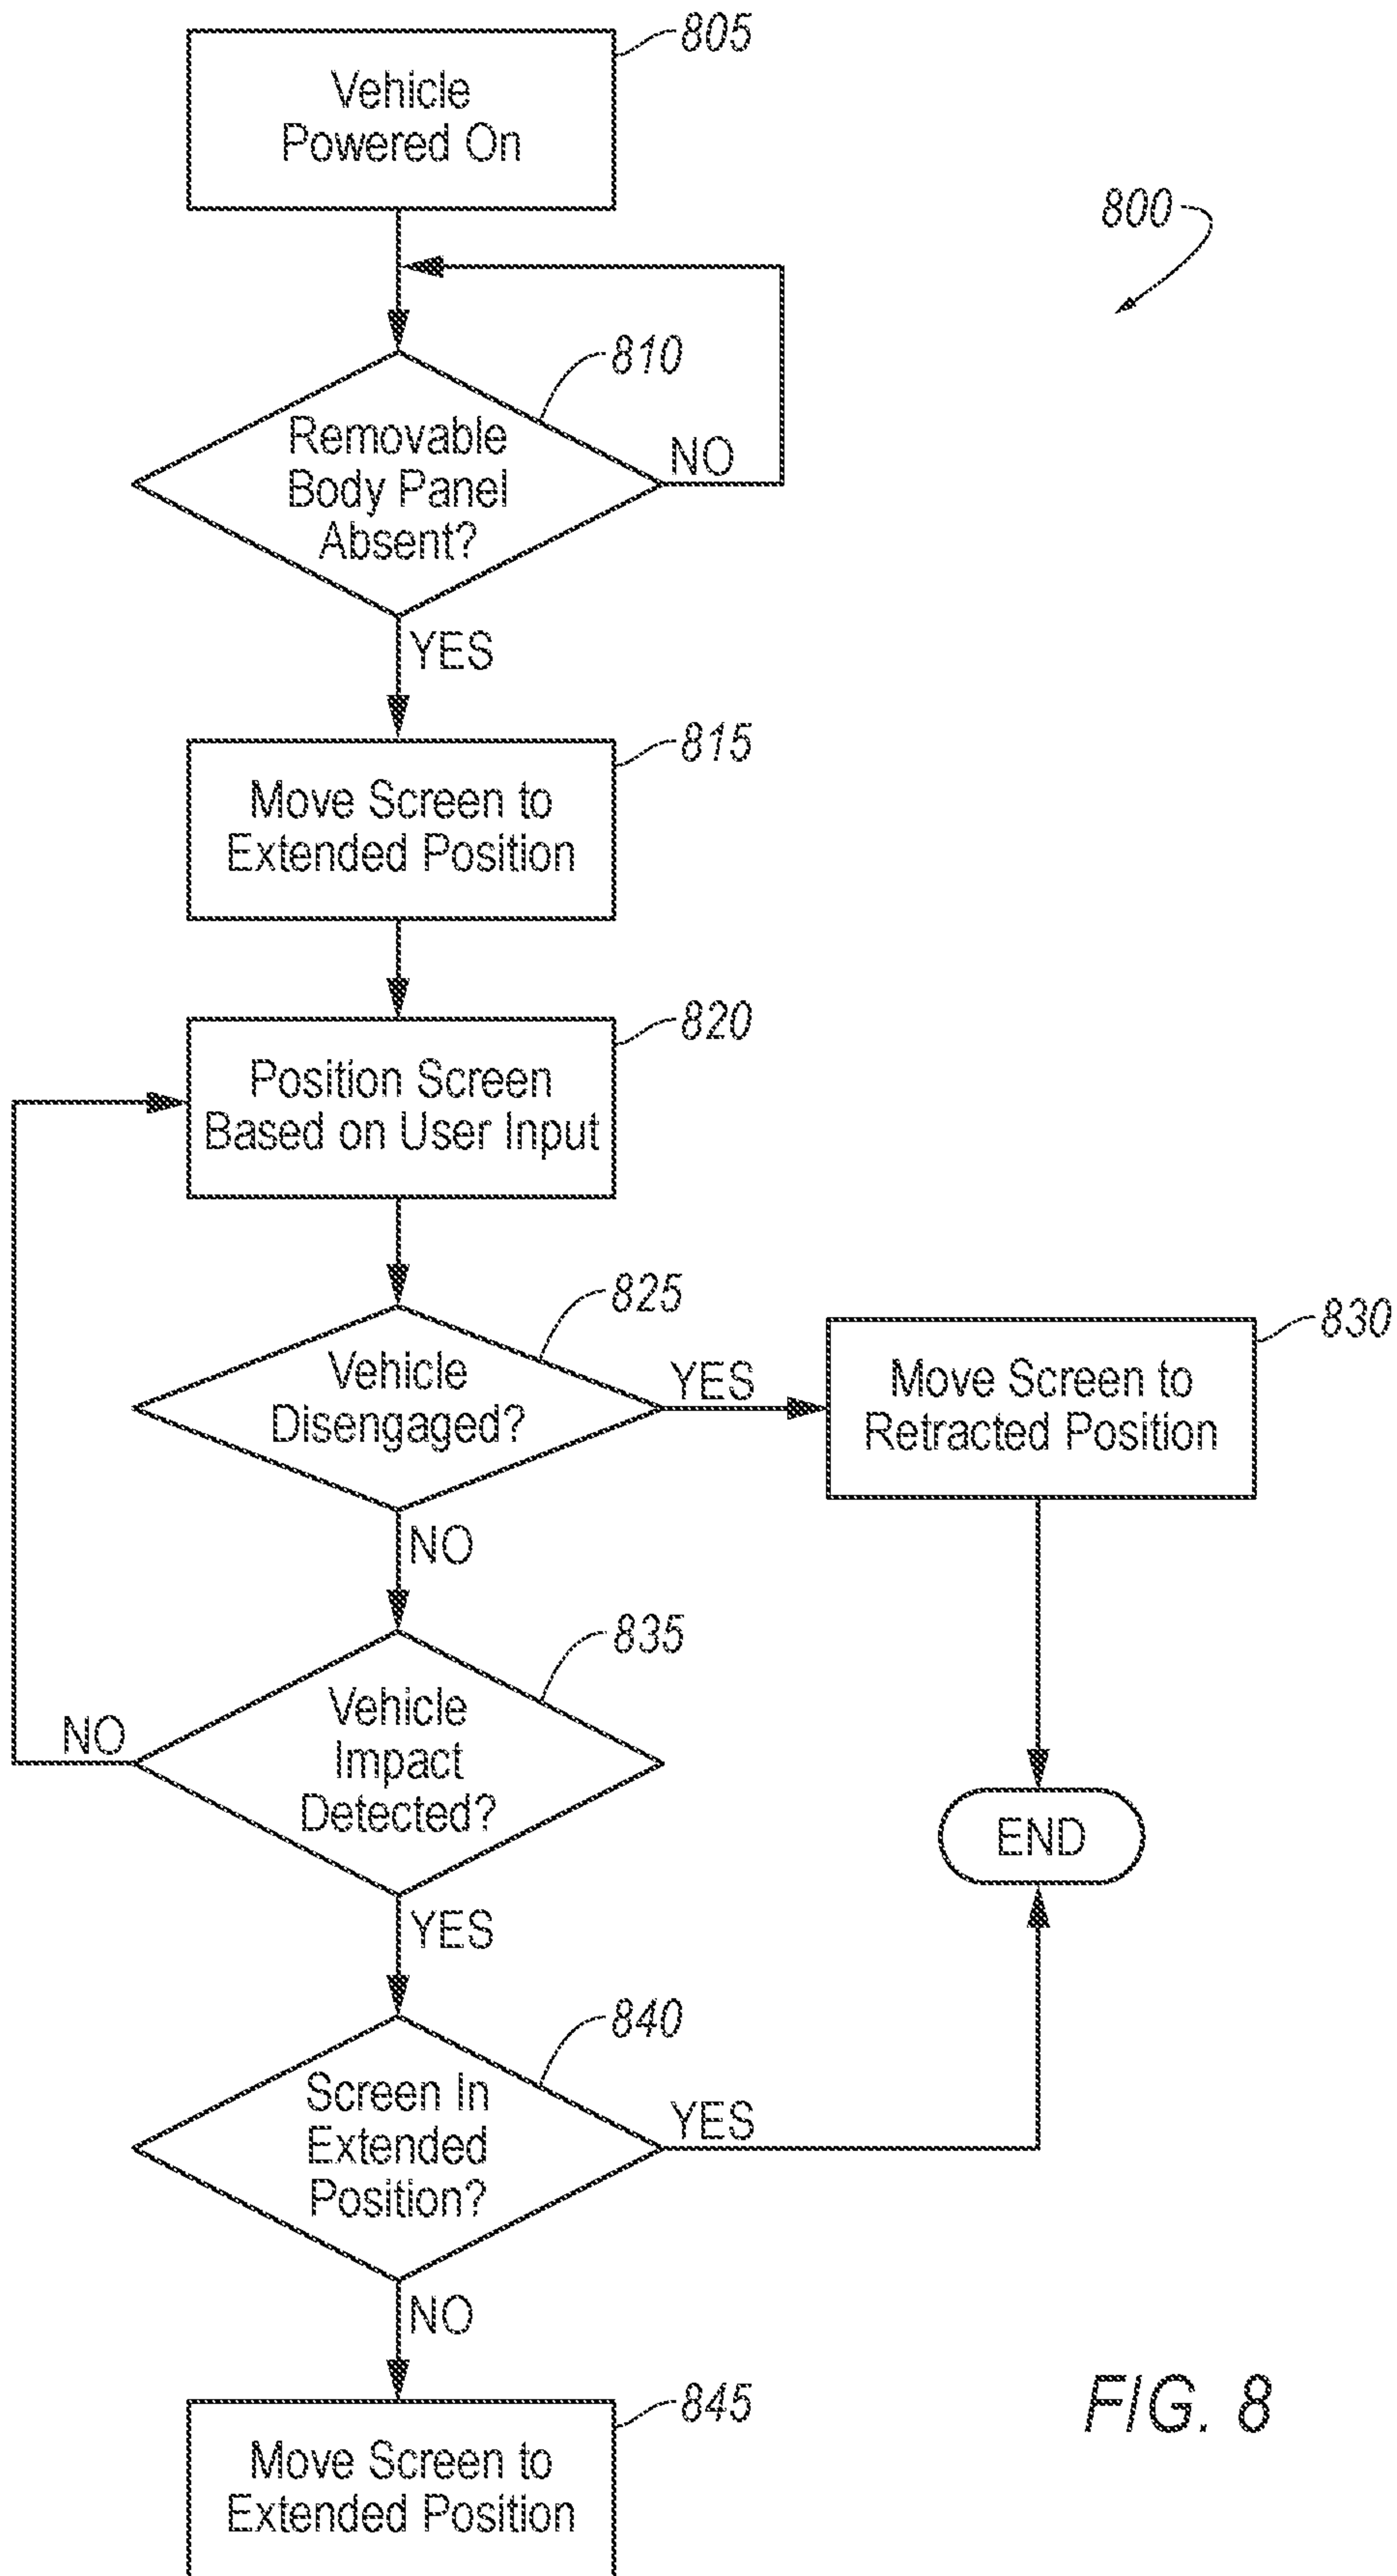 805
Vehicle
Powered On
800
810
Removable
Body Panel
Absent?
NO
YES
815
Move Screen to
Extended Position
820
Position Screen
Based on User Input
825
Vehicle
Disengaged?
YES
830
Move Screen to
Retracted Position
NO
835
Vehicle
Impact
Detected?
NO
END
YES
840
Screen In
Extended
Position?
YES
NO
845
Move Screen to
Extended Position
FIG. 8